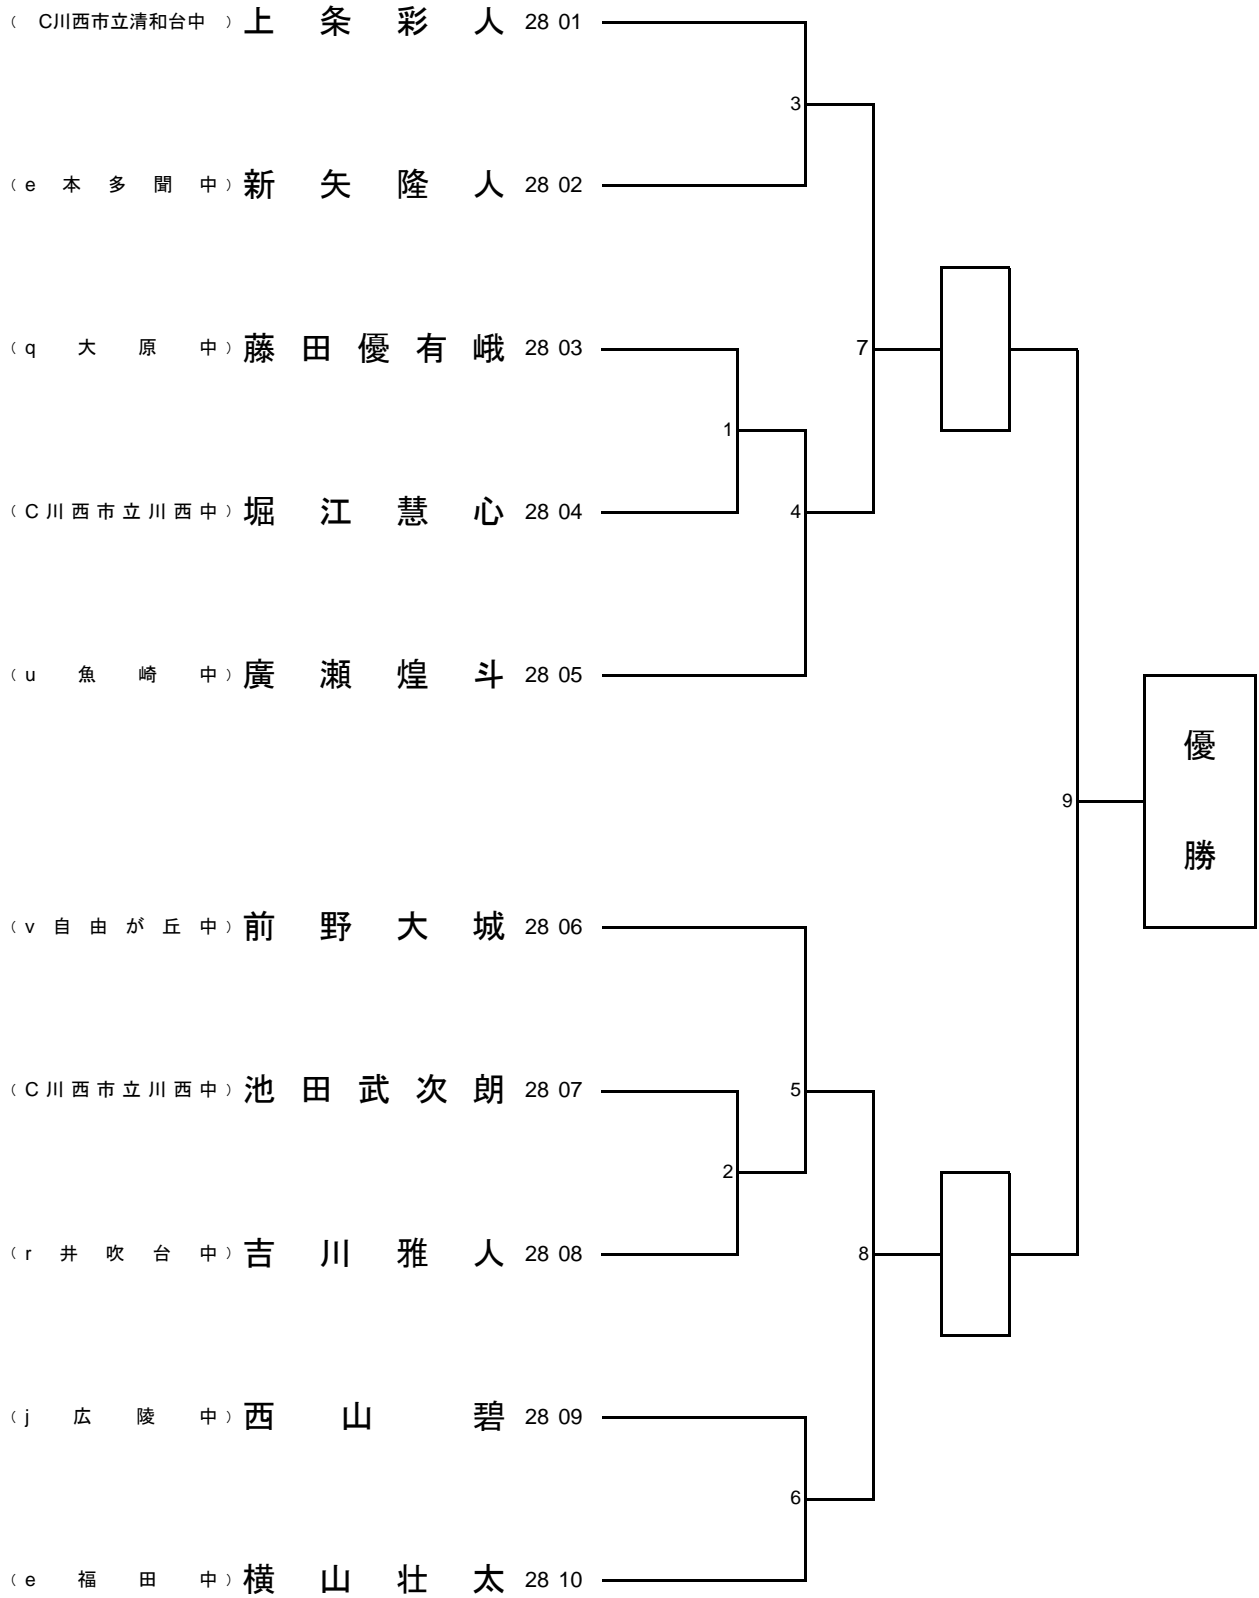 （ C川西市立清和台中 ） 上条彩人 28 01
3
（ e 本多聞中 ） 新矢隆人 28 02
（ q 大原中 ） 藤田優有峨 28 03
7
1
（ C川西市立川西中 ） 堀江慧心 28 04
4
（ u 魚崎中 ） 廣瀬煌斗 28 05
優
9
勝
（ v 自由が丘中 ） 前野大城 28 06
（ C川西市立川西中 ） 池田武次朗 28 07
5
2
（ r 井吹台中 ） 吉川雅人 28 08
8
（ j 広陵中 ） 西山碧 28 09
6
（ e 福田中 ） 横山壮太 28 10